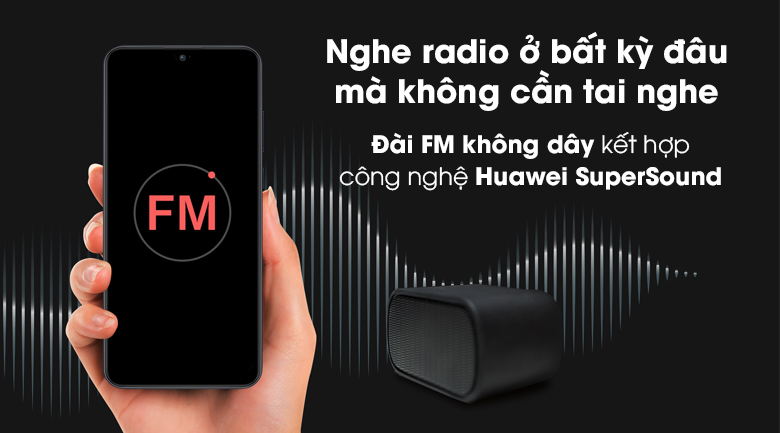 Nghe radio ở bất kỳ đâu
mà không cần tai nghe
Đài FM không dây kết hợp
công nghệ Huawei SuperSound
FM